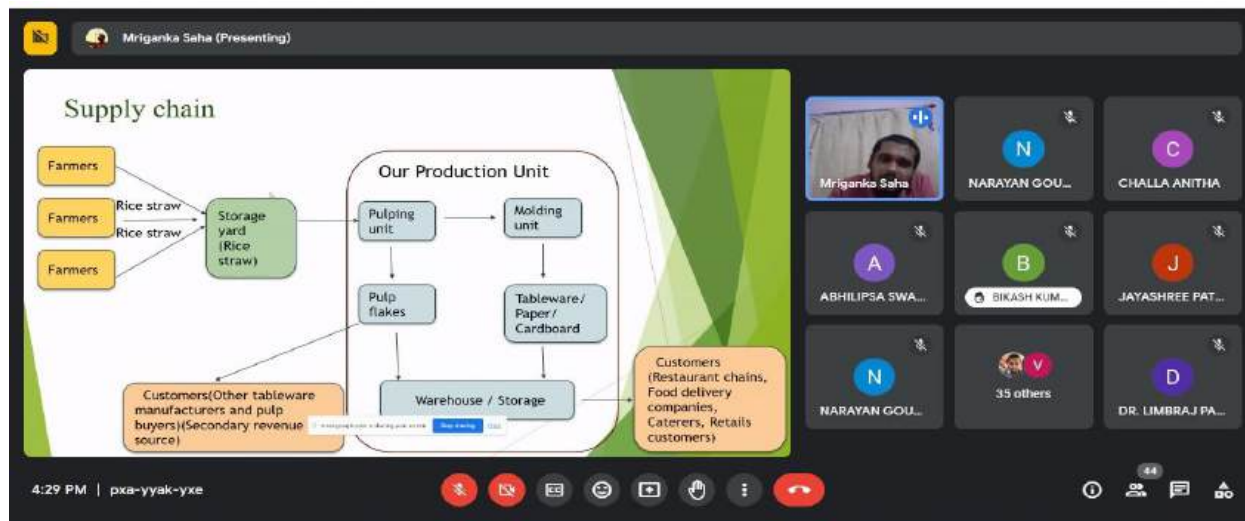 Mriganka Saha (Presenting)
Supply chain
Farmers
Farmers
Farmers
Rice straw
Rice straw
Storage
yard
(Rice
straw)
Our Production Unit
Pulping
unit
Molding
unit
Pulp
flakes
Tableware/
Paper/
Cardboard
Warehouse / Storage
Customers(Other tableware
manufacturers and pulp
buyers)(Secondary revenue
source)
Stop sharing
Customers
(Restaurant chains,
Food delivery
companies,
Caterers, Retails
customers)
Mriganka Saha
N
NARAYAN GOU...
C
CHALLA ANITHA
A
ABHILIPSA SWA...
B
BIKASH KUM...
J
JAYASHREE PAT...
N
NARAYAN GOU...
V
35 others
D
DR. LIMBRAJ PA...
4:29 PM | pxa-yyak-yxe
CC
44